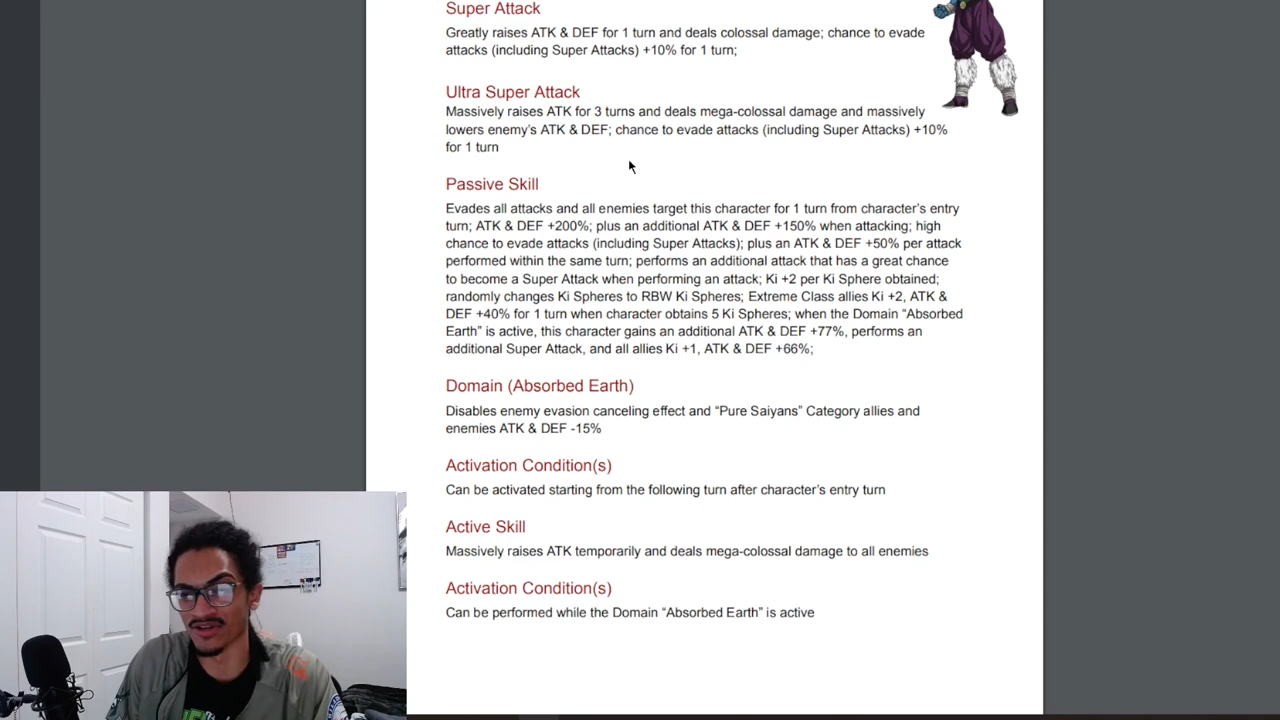 Super Attack
Greatly raises ATK & DEF for 1 turn and deals colossal damage; chance to evade
attacks (including Super Attacks) +10% for 1 turn;
Ultra Super Attack
Massively raises ATK for 3 turns and deals mega-colossal damage and massively
lowers enemy's ATK & DEF; chance to evade attacks (including Super Attacks) +10%
for 1 turn
Passive Skill
Evades all attacks and all enemies target this character for 1 turn from character's entry
turn; ATK & DEF +200%; plus an additional ATK & DEF +150% when attacking; high
chance to evade attacks (including Super Attacks); plus an ATK & DEF +50% per attack
performed within the same turn; performs an additional attack that has a great chance
to become a Super Attack when performing an attack; Ki +2 per Ki Sphere obtained;
randomly changes Ki Spheres to RBW Ki Spheres; Extreme Class allies Ki +2, ATK &
DEF +40% for 1 turn when character obtains 5 Ki Spheres; when the Domain “Absorbed
Earth” is active, this character gains an additional ATK & DEF +77%, performs an
additional Super Attack, and all allies Ki +1, ATK & DEF +66%;
Domain (Absorbed Earth)
Disables enemy evasion canceling effect and “Pure Saiyans” Category allies and
enemies ATK & DEF -15%
Activation Condition(s)
Can be activated starting from the following turn after character's entry turn
Active Skill
Massively raises ATK temporarily and deals mega-colossal damage to all enemies
Activation Condition(s)
Can be performed while the Domain “Absorbed Earth” is active